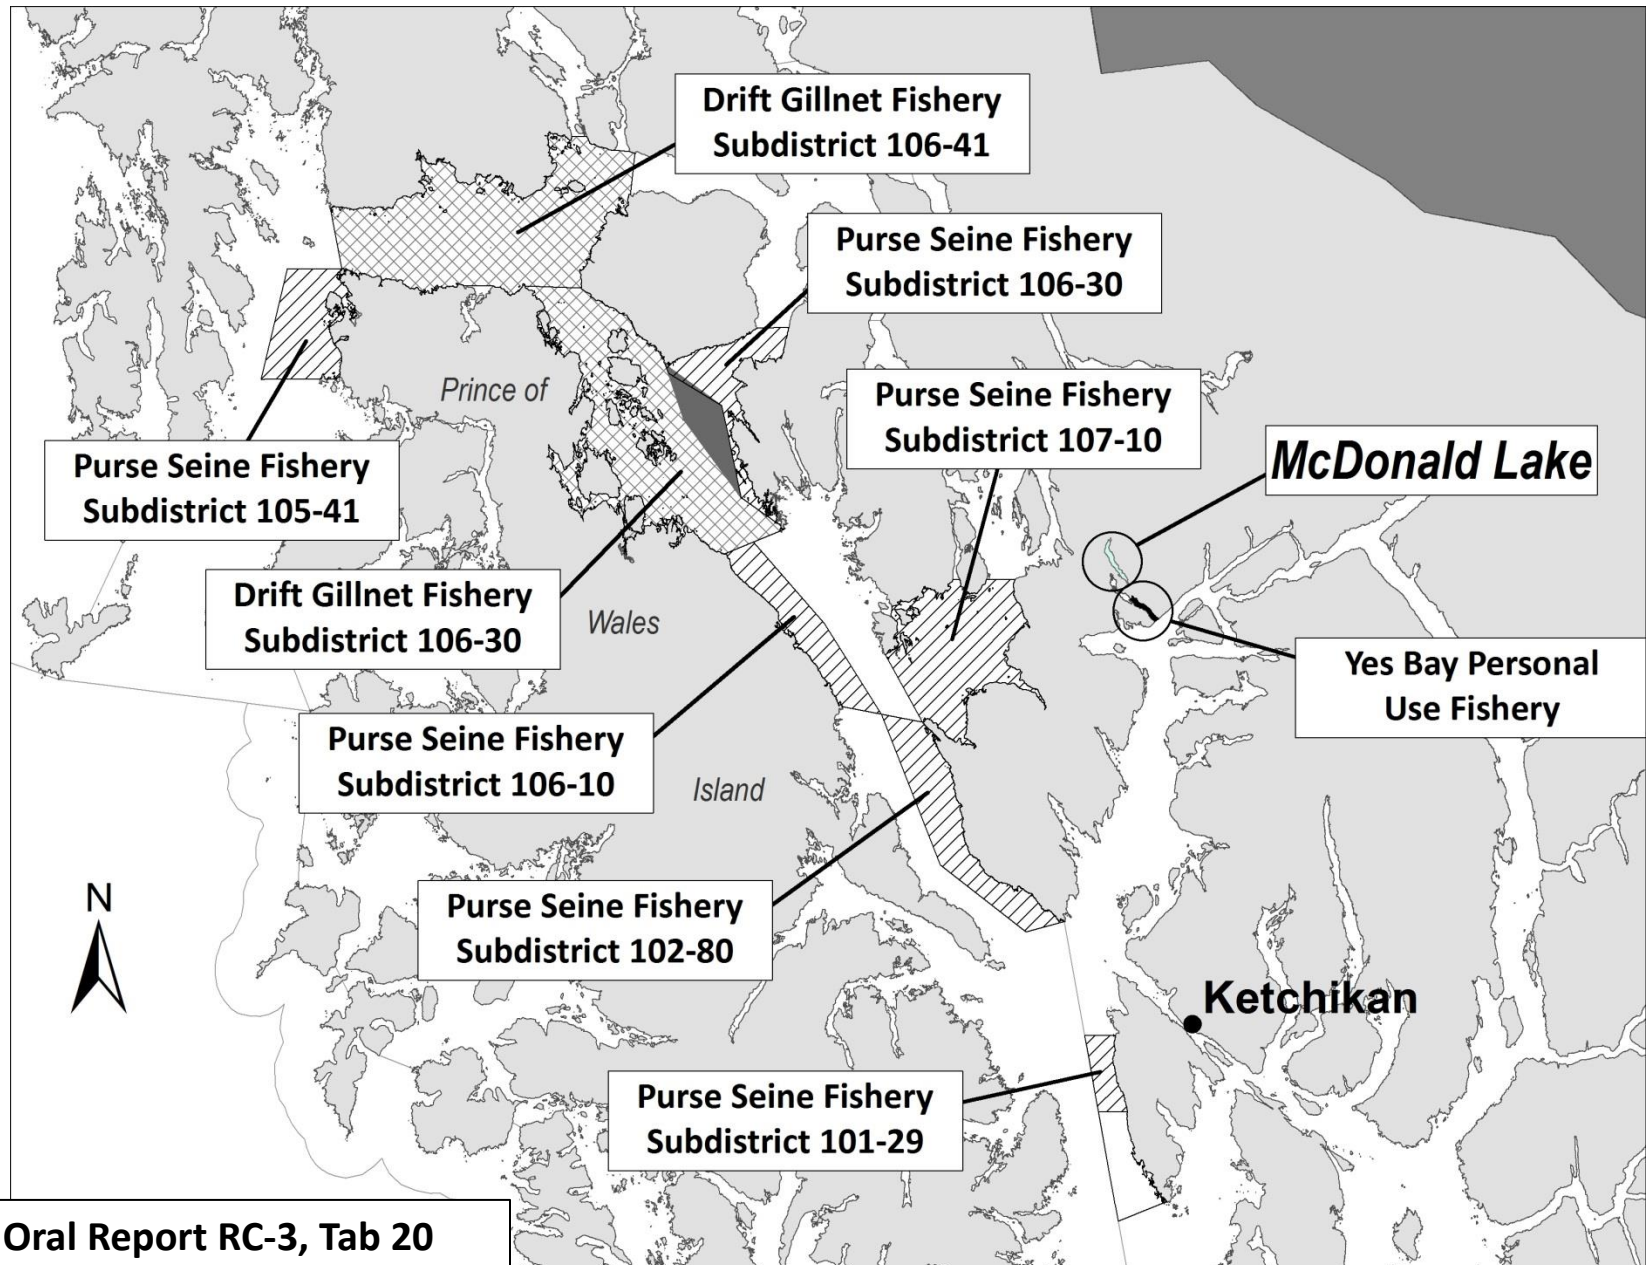 Drift Gillnet Fishery
Subdistrict 106-41
Purse Seine Fishery
Subdistrict 106-30
Prince of
Purse Seine Fishery
Subdistrict 107-10
McDonald Lake
Purse Seine Fishery
Subdistrict 105-41
Drift Gillnet Fishery
Subdistrict 106-30
Wales
Yes Bay Personal
Use Fishery
Purse Seine Fishery
Subdistrict 106-10
Island
N
Purse Seine Fishery
Subdistrict 102-80
Ketchikan
Purse Seine Fishery
Subdistrict 101-29
Oral Report RC-3, Tab 20